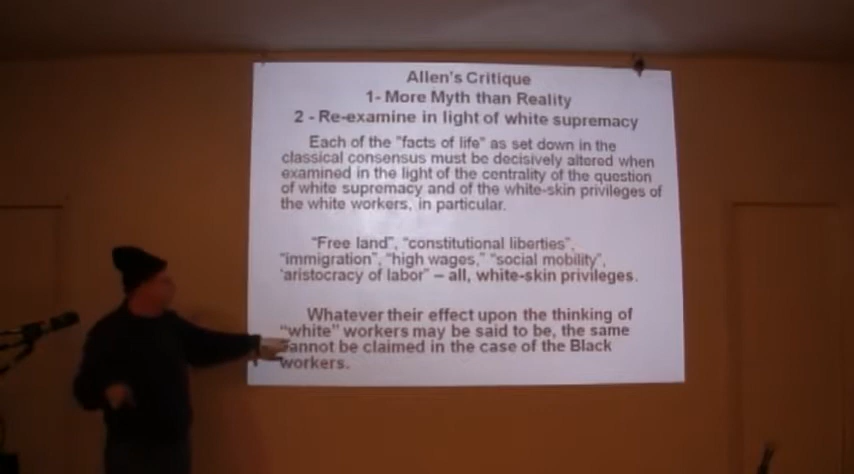 Allen's Critique
1- More Myth than Reality
2 - Re-examine in light of white supremacy
Each of the "facts of life" as set down in the
classical consensus must be decisively altered when
examined in the light of the centrality of the question
of white supremacy and of the white-skin privileges of
the white workers, in particular.
"Free land", "constitutional liberties",
"immigration", "high wages," "social mobility",
"aristocracy of labor" – all, white-skin privileges.
Whatever their effect upon the thinking of
"white" workers may be said to be, the same
cannot be claimed in the case of the Black
workers.